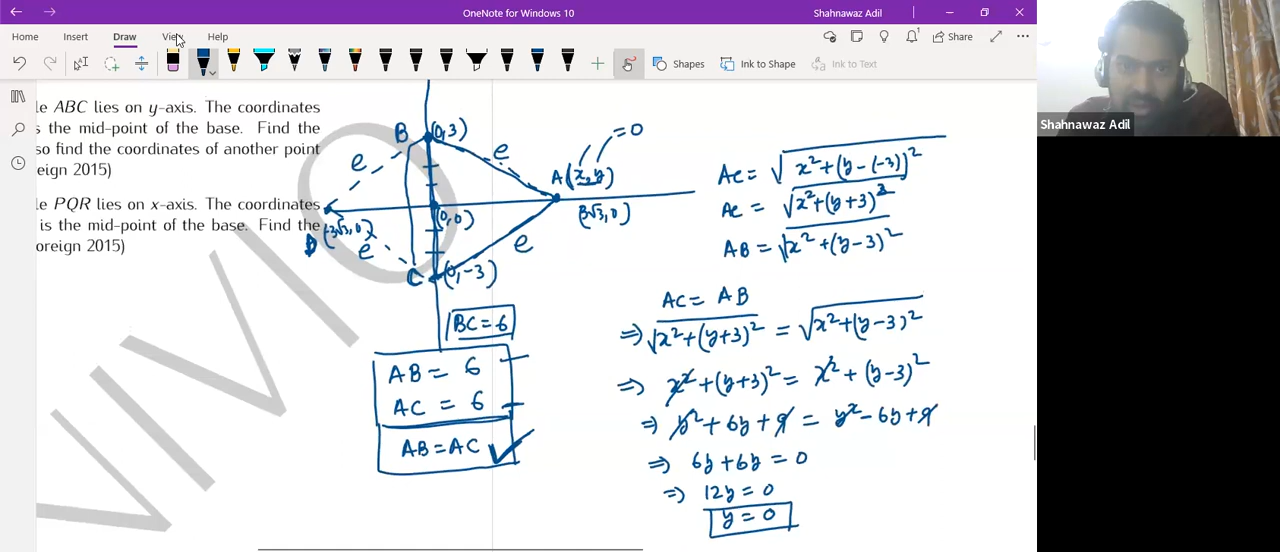 OneNote for Windows 10
Shahnawaz Adil
Home Insert Draw View Help
Share
Shapes
Ink to Shape
Ink to Text
Shahnawaz Adil
le ABC lies on y-axis. The coordinates
s the mid-point of the base. Find the
so find the coordinates of another point
eign 2015)
le PQR lies on x-axis. The coordinates
is the mid-point of the base. Find the
oreign 2015)
VIVIO
B (0,3)
e
e
=0
A(x,y)
(3√3,0)
(0,0)
D (-3√3,0)
e
e
C (0,-3)
BC=6
AB = 6
AC = 6
AB=AC ✓
AC = √x²+(y-(-3))²
AC = √x²+(y+3)²
AB = √x²+(y-3)²
AC = AB
⇒ √x²+(y+3)² = √x²+(y-3)²
⇒ x²+(y+3)² = x²+(y-3)²
⇒ y²+6y+9 = y²-6y+9
⇒ 6y+6y = 0
⇒ 12y = 0
y = 0